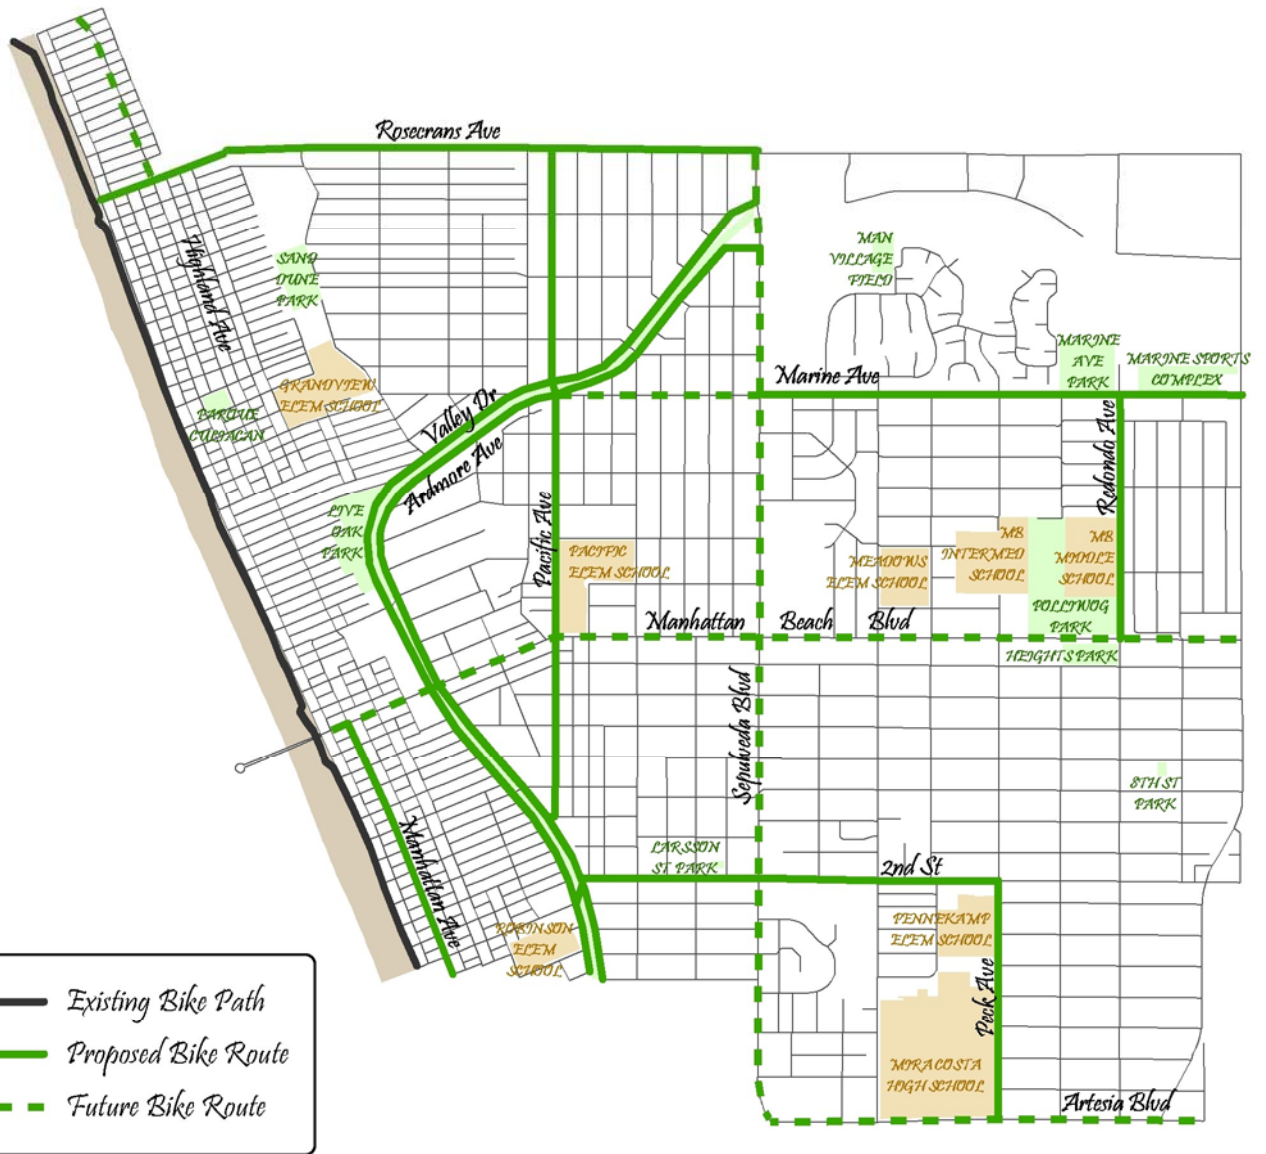 Rosecrans Ave
Highland Ave
SAND
DUNE
PARK
MAN
VILLAGE
FIELD
MARINE
AVE
PARK
MARINE SPORTS
COMPLEX
Marine Ave
GRANDVIEW
ELEM SCHOOL
PARQUE
CULIACAN
Valley Dr
Ardmore Ave
Redondo Ave
LIVE
OAK
PARK
Pacific Ave
PACIFIC
ELEM SCHOOL
MEADOWS
ELEM SCHOOL
MB
INTERMED
SCHOOL
MB
MIDDLE
SCHOOL
POLLIWOG
PARK
Manhattan Beach Blvd
HEIGHTS PARK
Sepulveda Blvd
8TH ST
PARK
Manhattan Ave
LARSSON
ST PARK
2nd St
ROBINSON
ELEM
SCHOOL
PENNEKAMP
ELEM SCHOOL
Peck Ave
MIRA COSTA
HIGH SCHOOL
Artesia Blvd
Existing Bike Path
Proposed Bike Route
Future Bike Route